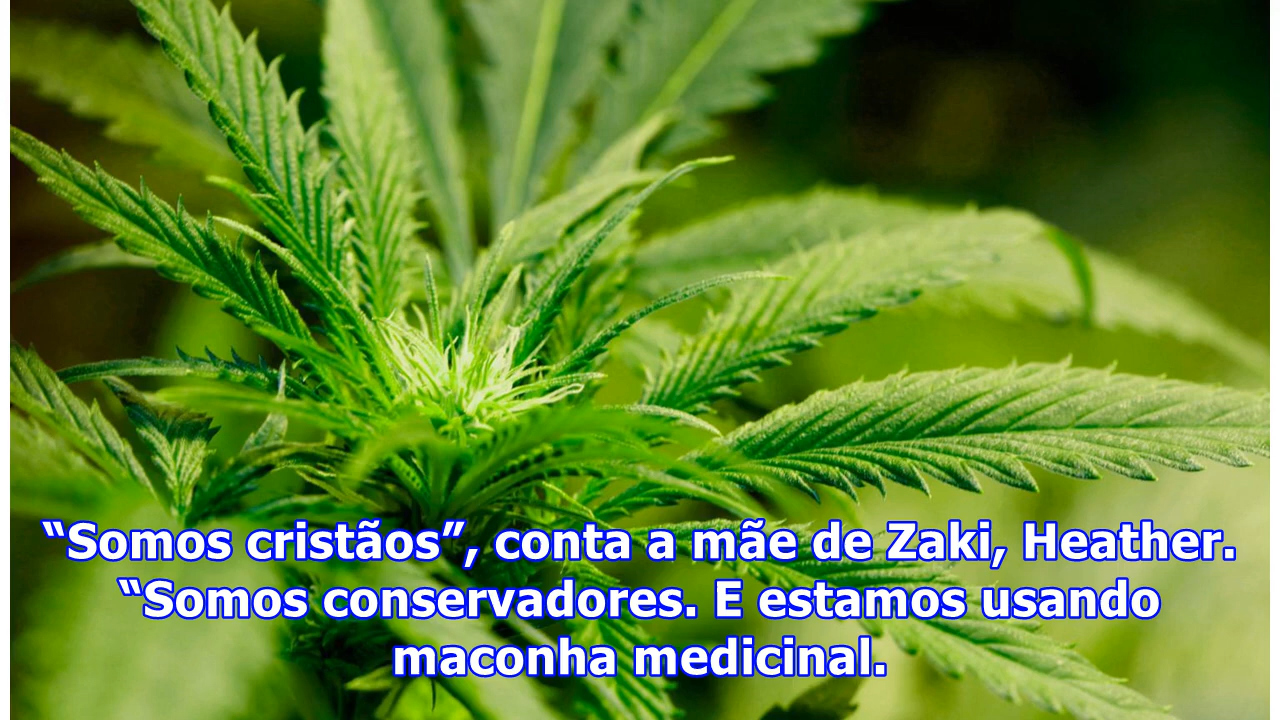 “Somos cristãos”, conta a mãe de Zaki, Heather.
“Somos conservadores. E estamos usando
maconha medicinal.